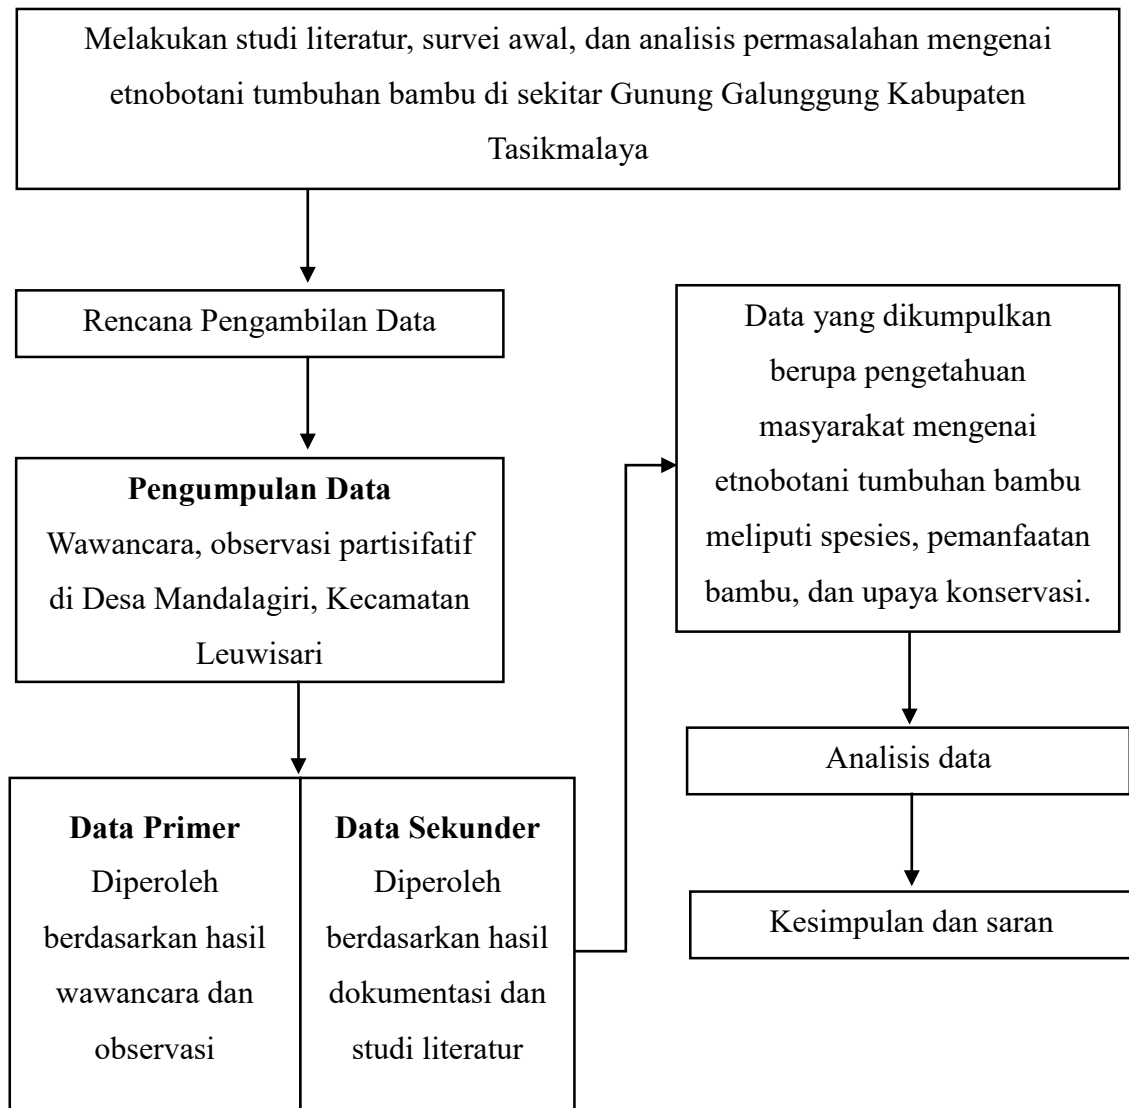 Melakukan studi literatur, survei awal, dan analisis permasalahan mengenai
etnobotani tumbuhan bambu di sekitar Gunung Galunggung Kabupaten
Tasikmalaya
Rencana Pengambilan Data
Pengumpulan Data
Wawancara, observasi partisifatif
di Desa Mandalagiri, Kecamatan
Leuwisari
Data Primer
Diperoleh
berdasarkan hasil
wawancara dan
observasi
Data Sekunder
Diperoleh
berdasarkan hasil
dokumentasi dan
studi literatur
Data yang dikumpulkan
berupa pengetahuan
masyarakat mengenai
etnobotani tumbuhan bambu
meliputi spesies, pemanfaatan
bambu, dan upaya konservasi.
Analisis data
Kesimpulan dan saran